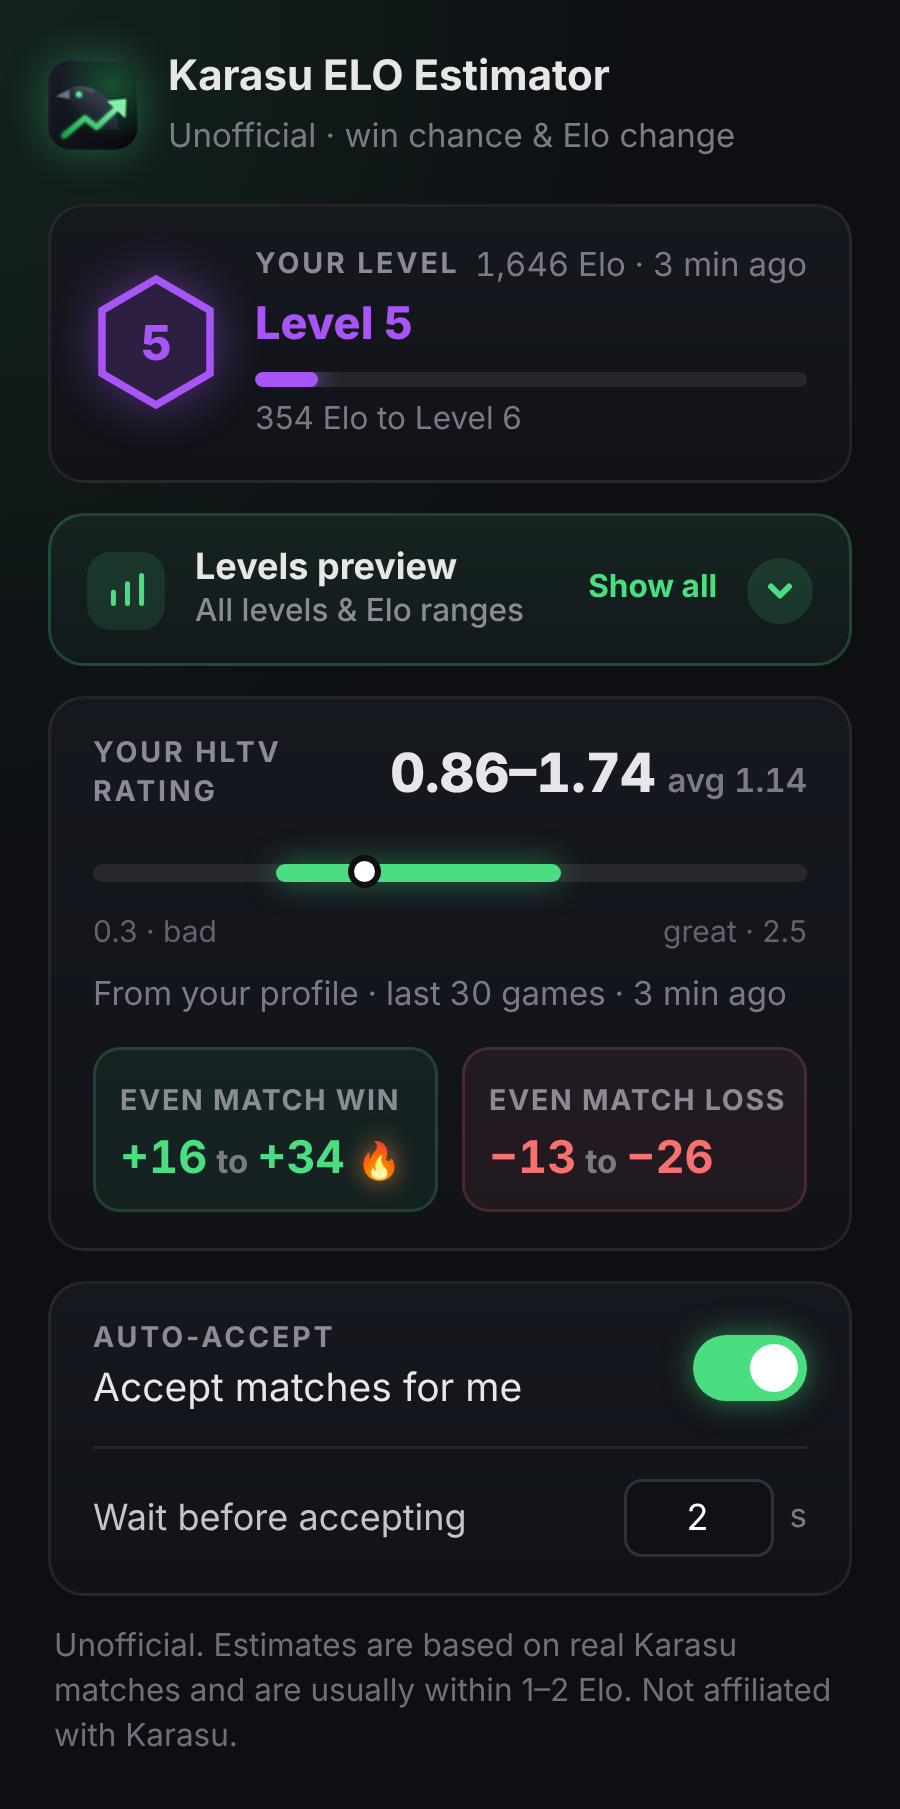 Karasu ELO Estimator
Unofficial · win chance & Elo change
YOUR LEVEL 1,646 Elo · 3 min ago
5
Level 5
354 Elo to Level 6
Levels preview
All levels & Elo ranges
Show all
YOUR HLTV
RATING
0.86–1.74 avg 1.14
0.3 · bad
great · 2.5
From your profile · last 30 games · 3 min ago
EVEN MATCH WIN
+16 to +34 🔥
EVEN MATCH LOSS
−13 to −26
AUTO-ACCEPT
Accept matches for me
Wait before accepting 2 s
Unofficial. Estimates are based on real Karasu
matches and are usually within 1–2 Elo. Not affiliated
with Karasu.